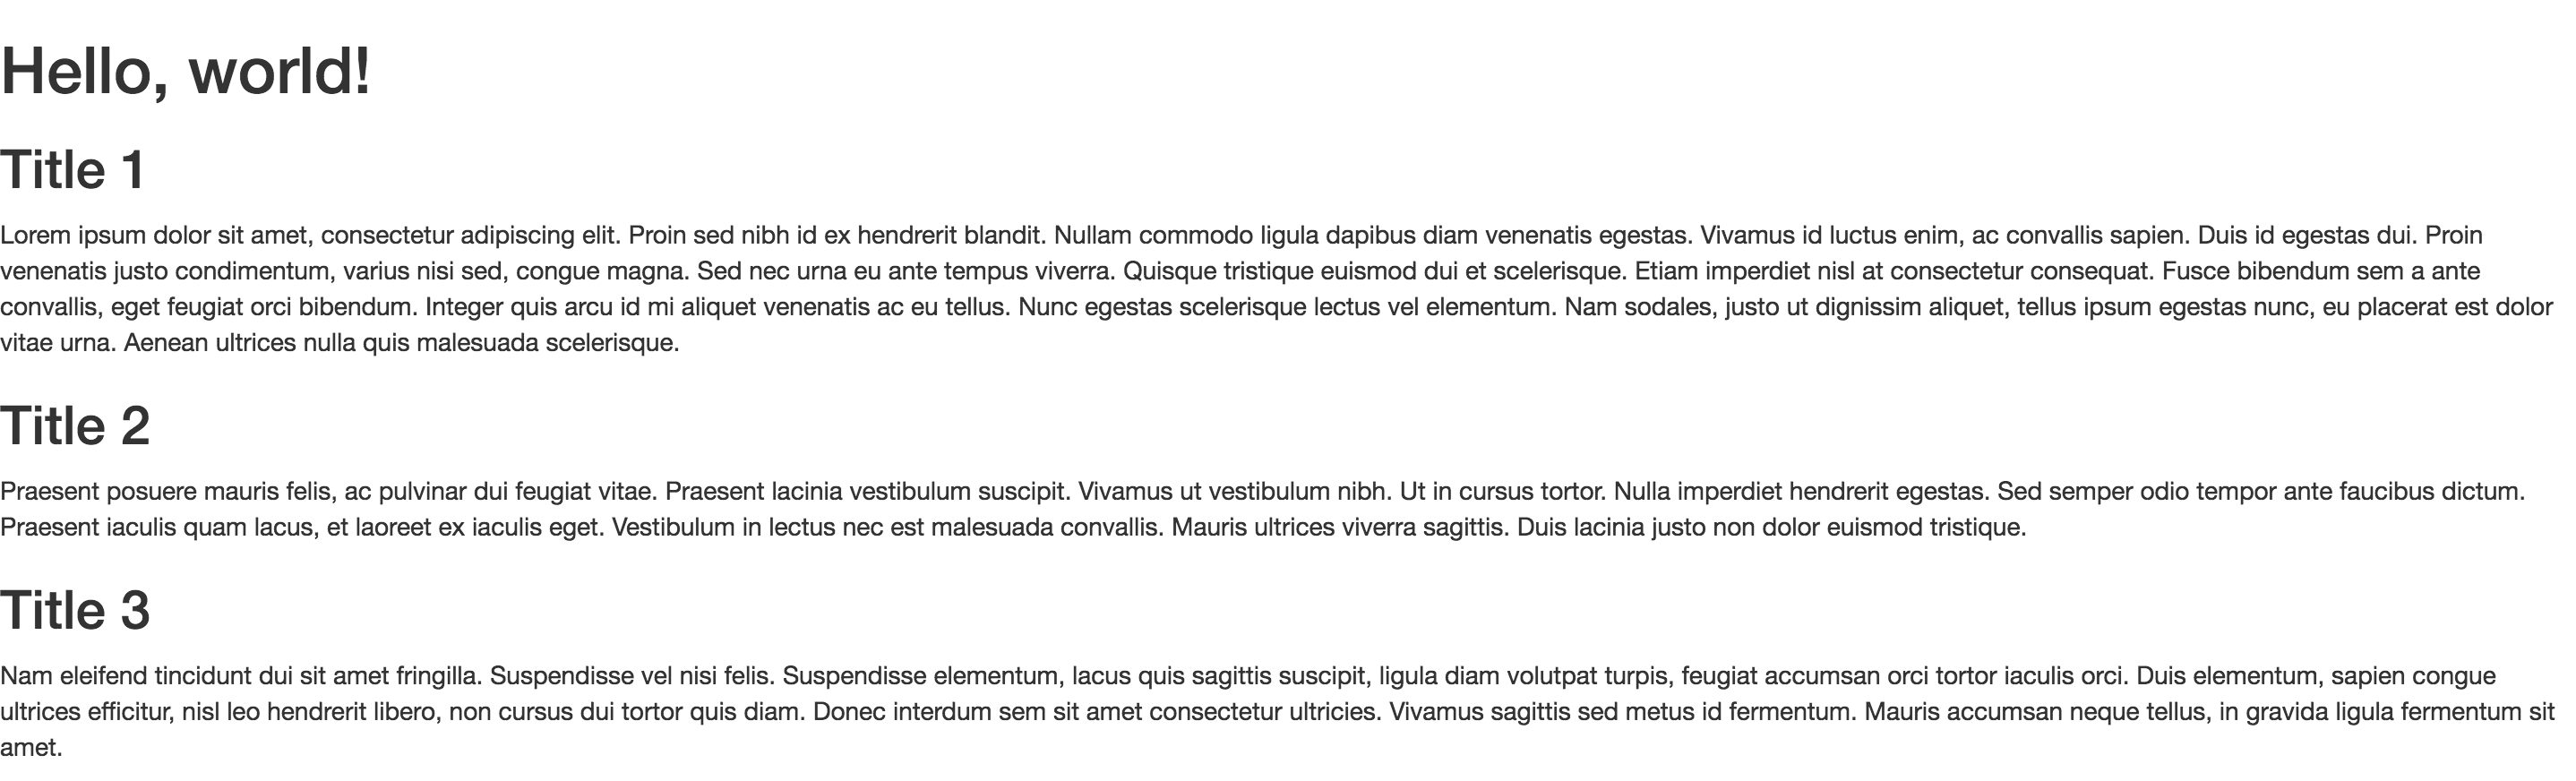 Hello, world!
Title 1
Lorem ipsum dolor sit amet, consectetur adipiscing elit. Proin sed nibh id ex hendrerit blandit. Nullam commodo ligula dapibus diam venenatis egestas. Vivamus id luctus enim, ac convallis sapien. Duis id egestas dui. Proin
venenatis justo condimentum, varius nisi sed, congue magna. Sed nec urna eu ante tempus viverra. Quisque tristique euismod dui et scelerisque. Etiam imperdiet nisl at consectetur consequat. Fusce bibendum sem a ante
convallis, eget feugiat orci bibendum. Integer quis arcu id mi aliquet venenatis ac eu tellus. Nunc egestas scelerisque lectus vel elementum. Nam sodales, justo ut dignissim aliquet, tellus ipsum egestas nunc, eu placerat est dolor
vitae urna. Aenean ultrices nulla quis malesuada scelerisque.
Title 2
Praesent posuere mauris felis, ac pulvinar dui feugiat vitae. Praesent lacinia vestibulum suscipit. Vivamus ut vestibulum nibh. Ut in cursus tortor. Nulla imperdiet hendrerit egestas. Sed semper odio tempor ante faucibus dictum.
Praesent iaculis quam lacus, et laoreet ex iaculis eget. Vestibulum in lectus nec est malesuada convallis. Mauris ultrices viverra sagittis. Duis lacinia justo non dolor euismod tristique.
Title 3
Nam eleifend tincidunt dui sit amet fringilla. Suspendisse vel nisi felis. Suspendisse elementum, lacus quis sagittis suscipit, ligula diam volutpat turpis, feugiat accumsan orci tortor iaculis orci. Duis elementum, sapien congue
ultrices efficitur, nisl leo hendrerit libero, non cursus dui tortor quis diam. Donec interdum sem sit amet consectetur ultricies. Vivamus sagittis sed metus id fermentum. Mauris accumsan neque tellus, in gravida ligula fermentum sit
amet.